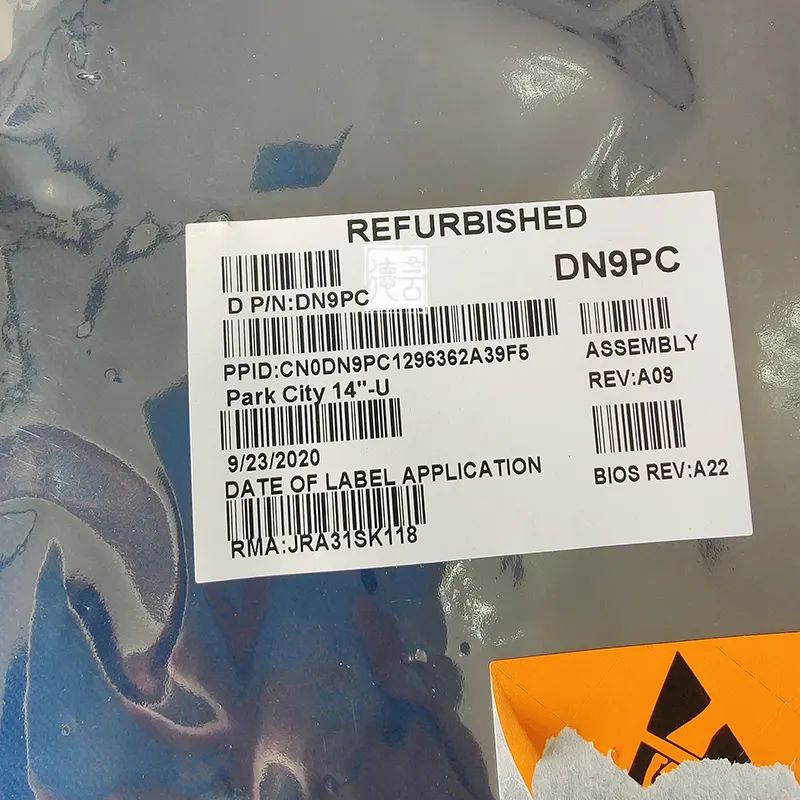 REFURBISHED
DN9PC
D P/N:DN9PC
PPID:CN0DN9PC1296362A39F5
ASSEMBLY
REV:A09
Park City 14"-U
9/23/2020
DATE OF LABEL APPLICATION
BIOS REV:A22
RMA:JRA31SK118